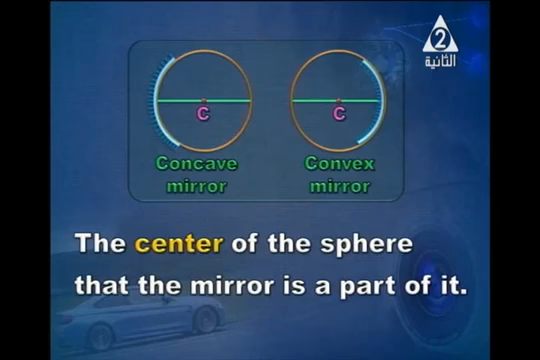 2
الثانية
C
C
Concave
mirror
Convex
mirror
The center of the sphere
that the mirror is a part of it.